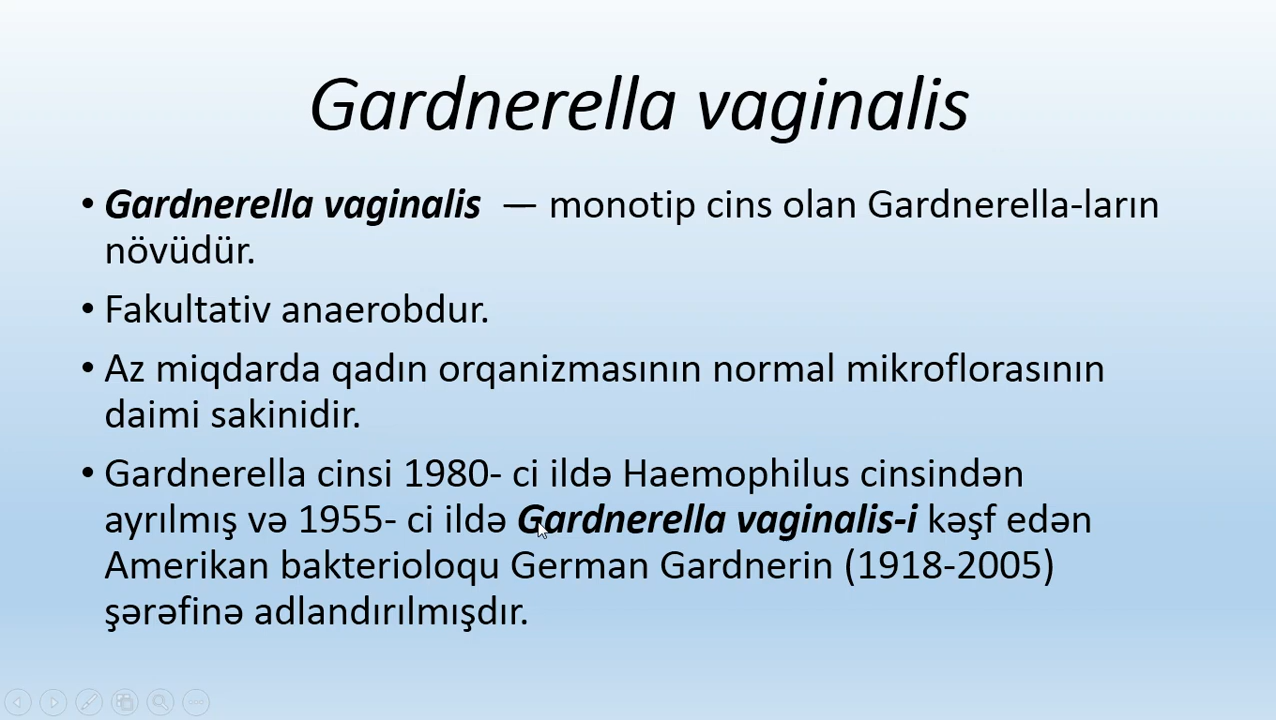 Gardnerella vaginalis
• Gardnerella vaginalis — monotip cins olan Gardnerella-ların
növüdür.
• Fakultativ anaerobdur.
• Az miqdarda qadın orqanizmasının normal mikroflorasının
daimi sakinidir.
• Gardnerella cinsi 1980- ci ildə Haemophilus cinsindən
ayrılmış və 1955- ci ildə Gardnerella vaginalis-i kəşf edən
Amerikan bakterioloqu German Gardnerin (1918-2005)
şərəfinə adlandırılmışdır.